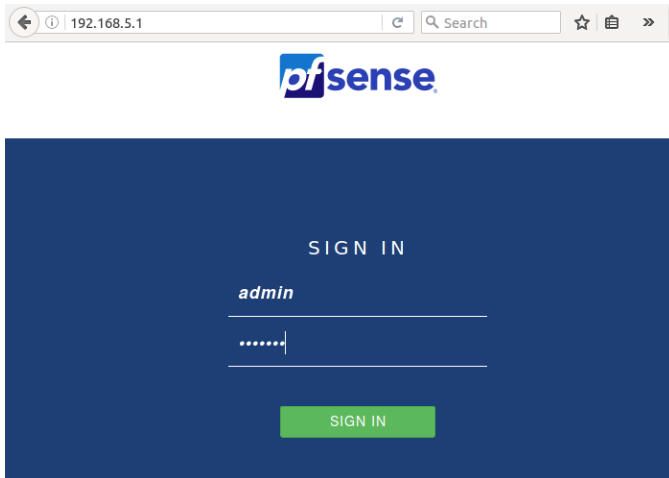 192.168.5.1 Search
pfsense
SIGN IN
admin
•••••••
SIGN IN